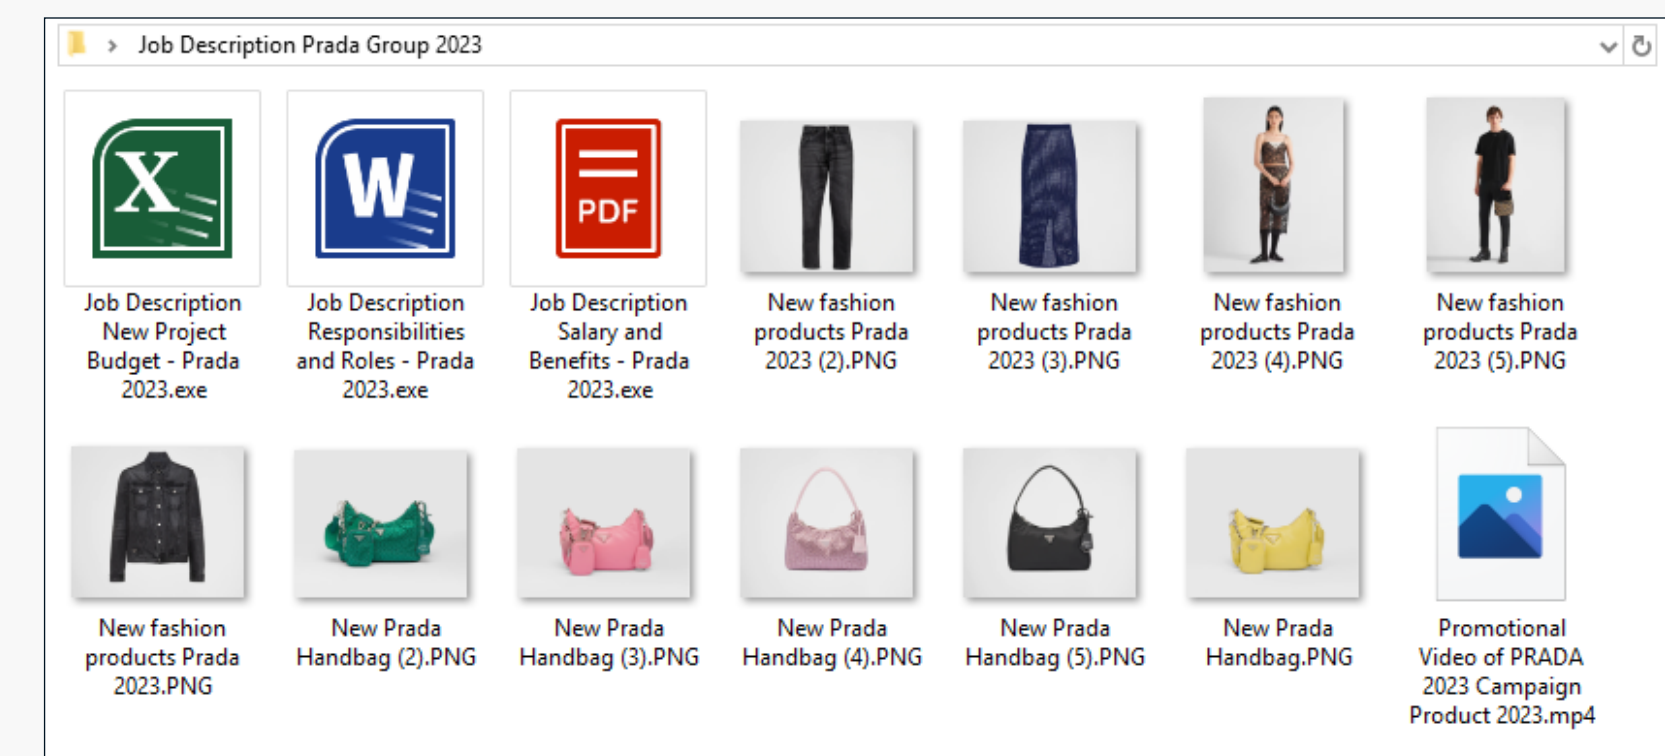 Job Description Prada Group 2023
X
W
PDF
Job Description
New Project
Budget - Prada
2023.exe
Job Description
Responsibilities
and Roles - Prada
2023.exe
Job Description
Salary and
Benefits - Prada
2023.exe
New fashion
products Prada
2023 (2).PNG
New fashion
products Prada
2023 (3).PNG
New fashion
products Prada
2023 (4).PNG
New fashion
products Prada
2023 (5).PNG
New fashion
products Prada
2023.PNG
New Prada
Handbag (2).PNG
New Prada
Handbag (3).PNG
New Prada
Handbag (4).PNG
New Prada
Handbag (5).PNG
New Prada
Handbag.PNG
Promotional
Video of PRADA
2023 Campaign
Product 2023.mp4